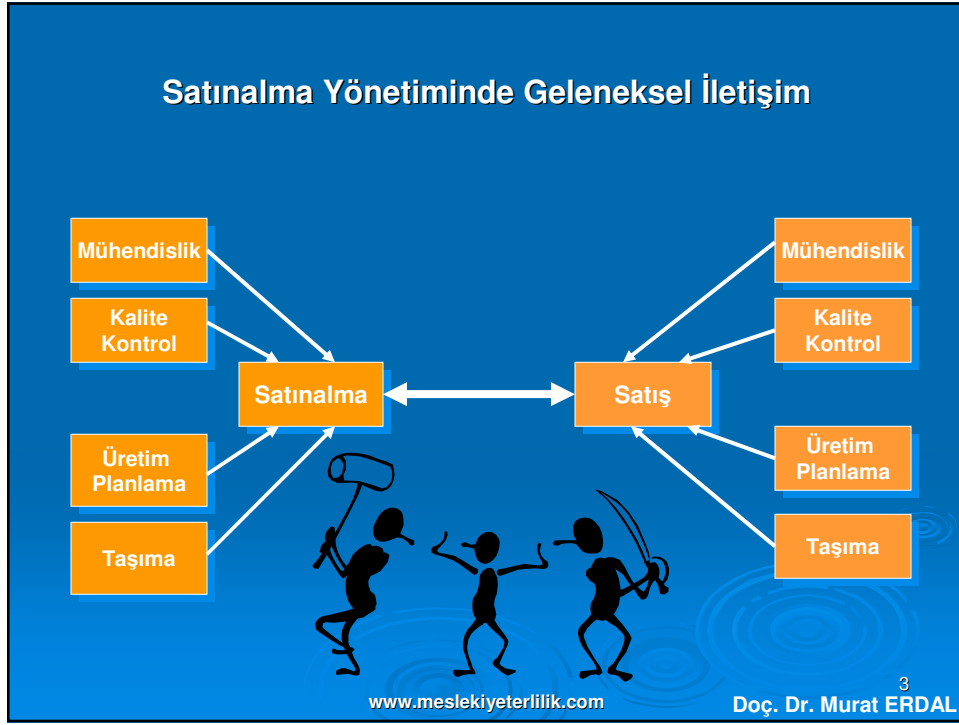 Satınalma Yönetiminde Geleneksel İletişim
Mühendislik
Kalite
Kontrol
Satınalma
Üretim
Planlama
Taşıma
Mühendislik
Kalite
Kontrol
Satış
Üretim
Planlama
Taşıma
www.meslekiyeterlilik.com
3
Doç. Dr. Murat ERDAL